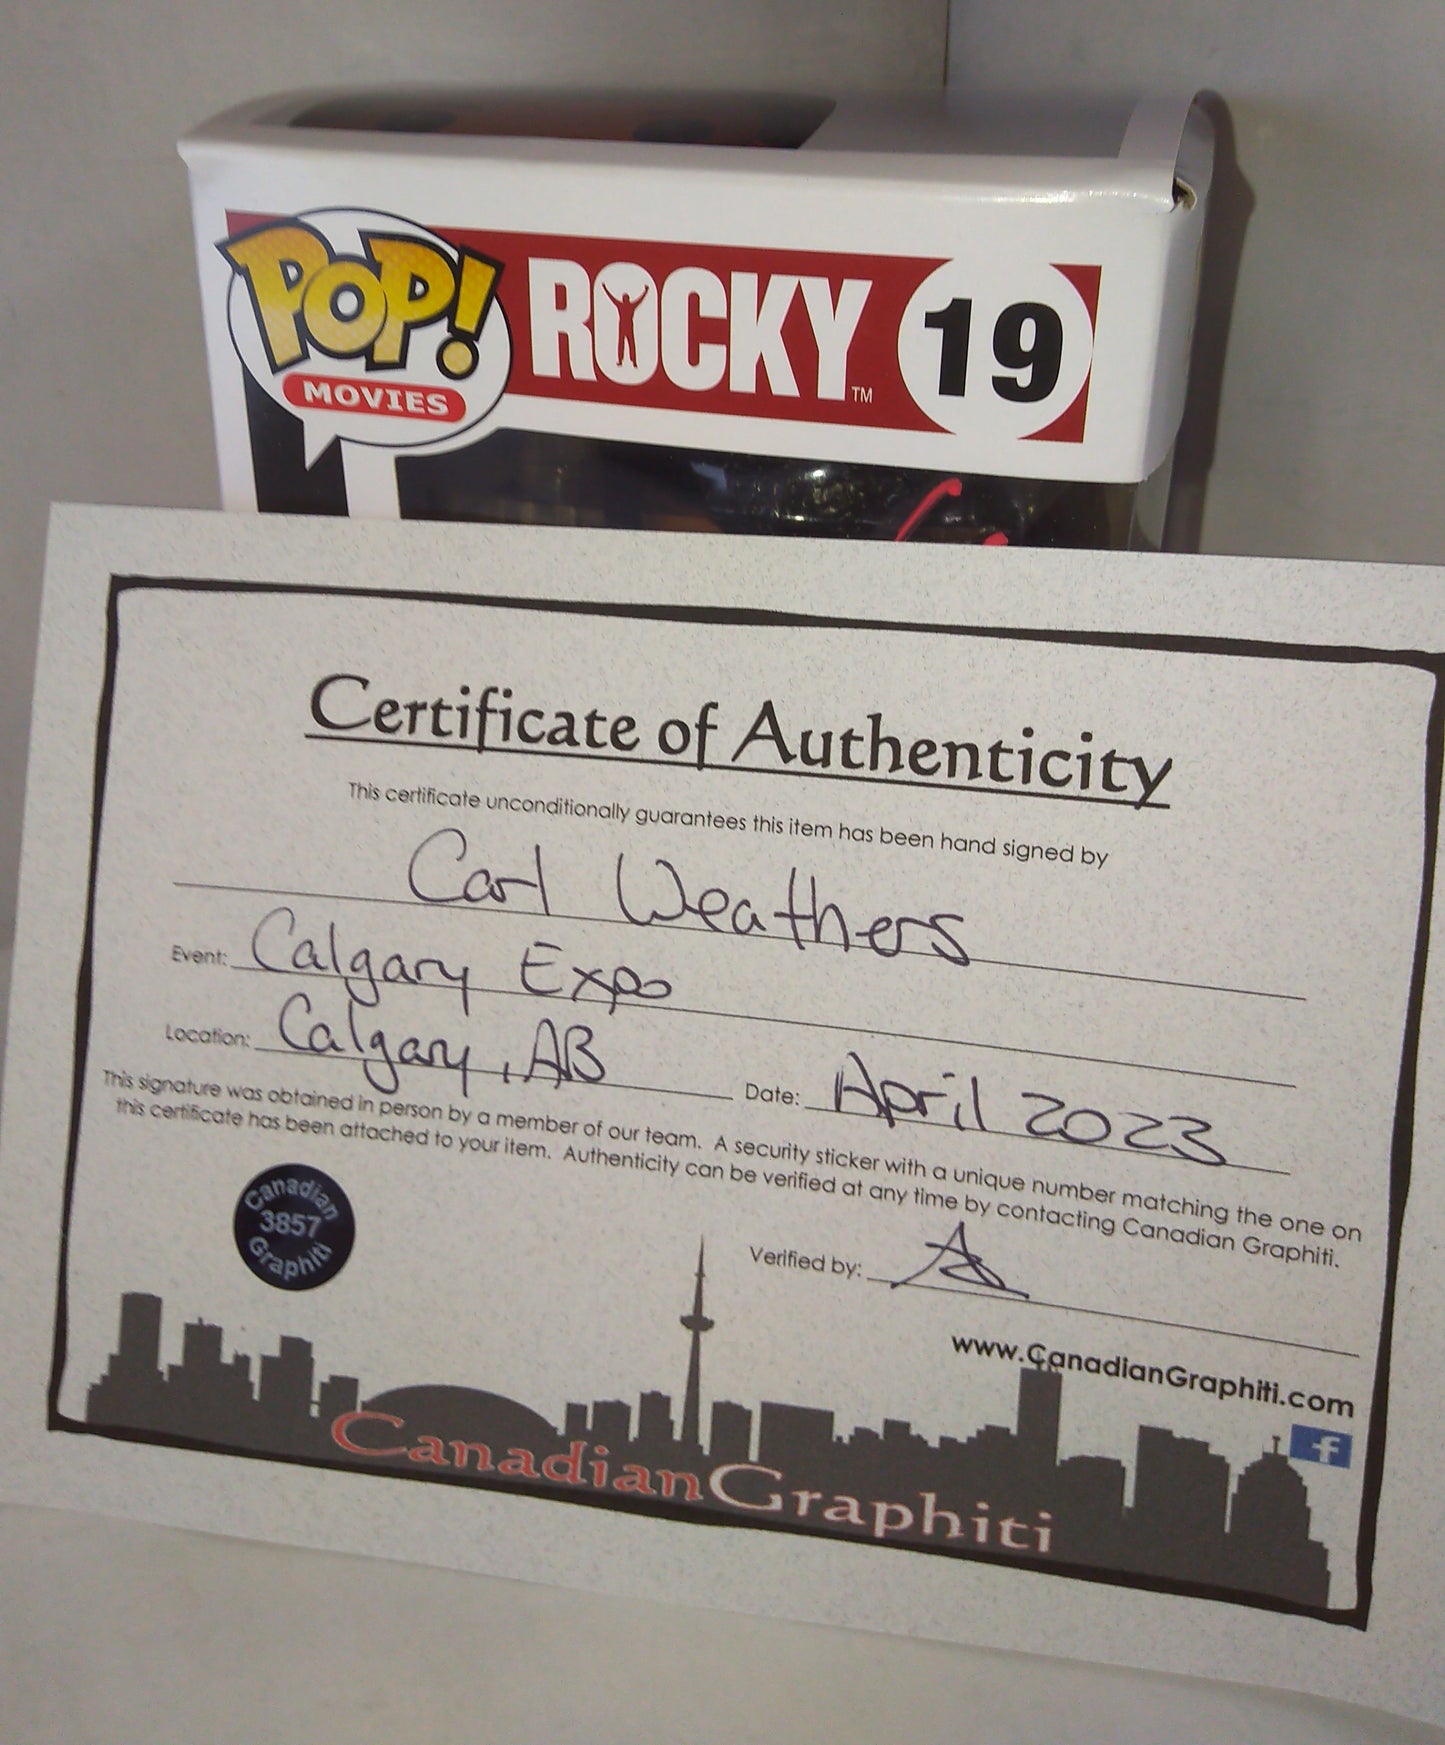 POP! ROCKY™ 19
MOVIES
Certificate of Authenticity
This certificate unconditionally guarantees this item has been hand signed by
Carl Weathers
Event: Calgary Expo
Location: Calgary, AB Date: April 2023
This signature was obtained in person by a member of our team. A security sticker with a unique number matching the one on
this certificate has been attached to your item. Authenticity can be verified at any time by contacting Canadian Graphiti.
Canadian
3857
Graphiti
Verified by:
www.CanadianGraphiti.com
f
CanadianGraphiti